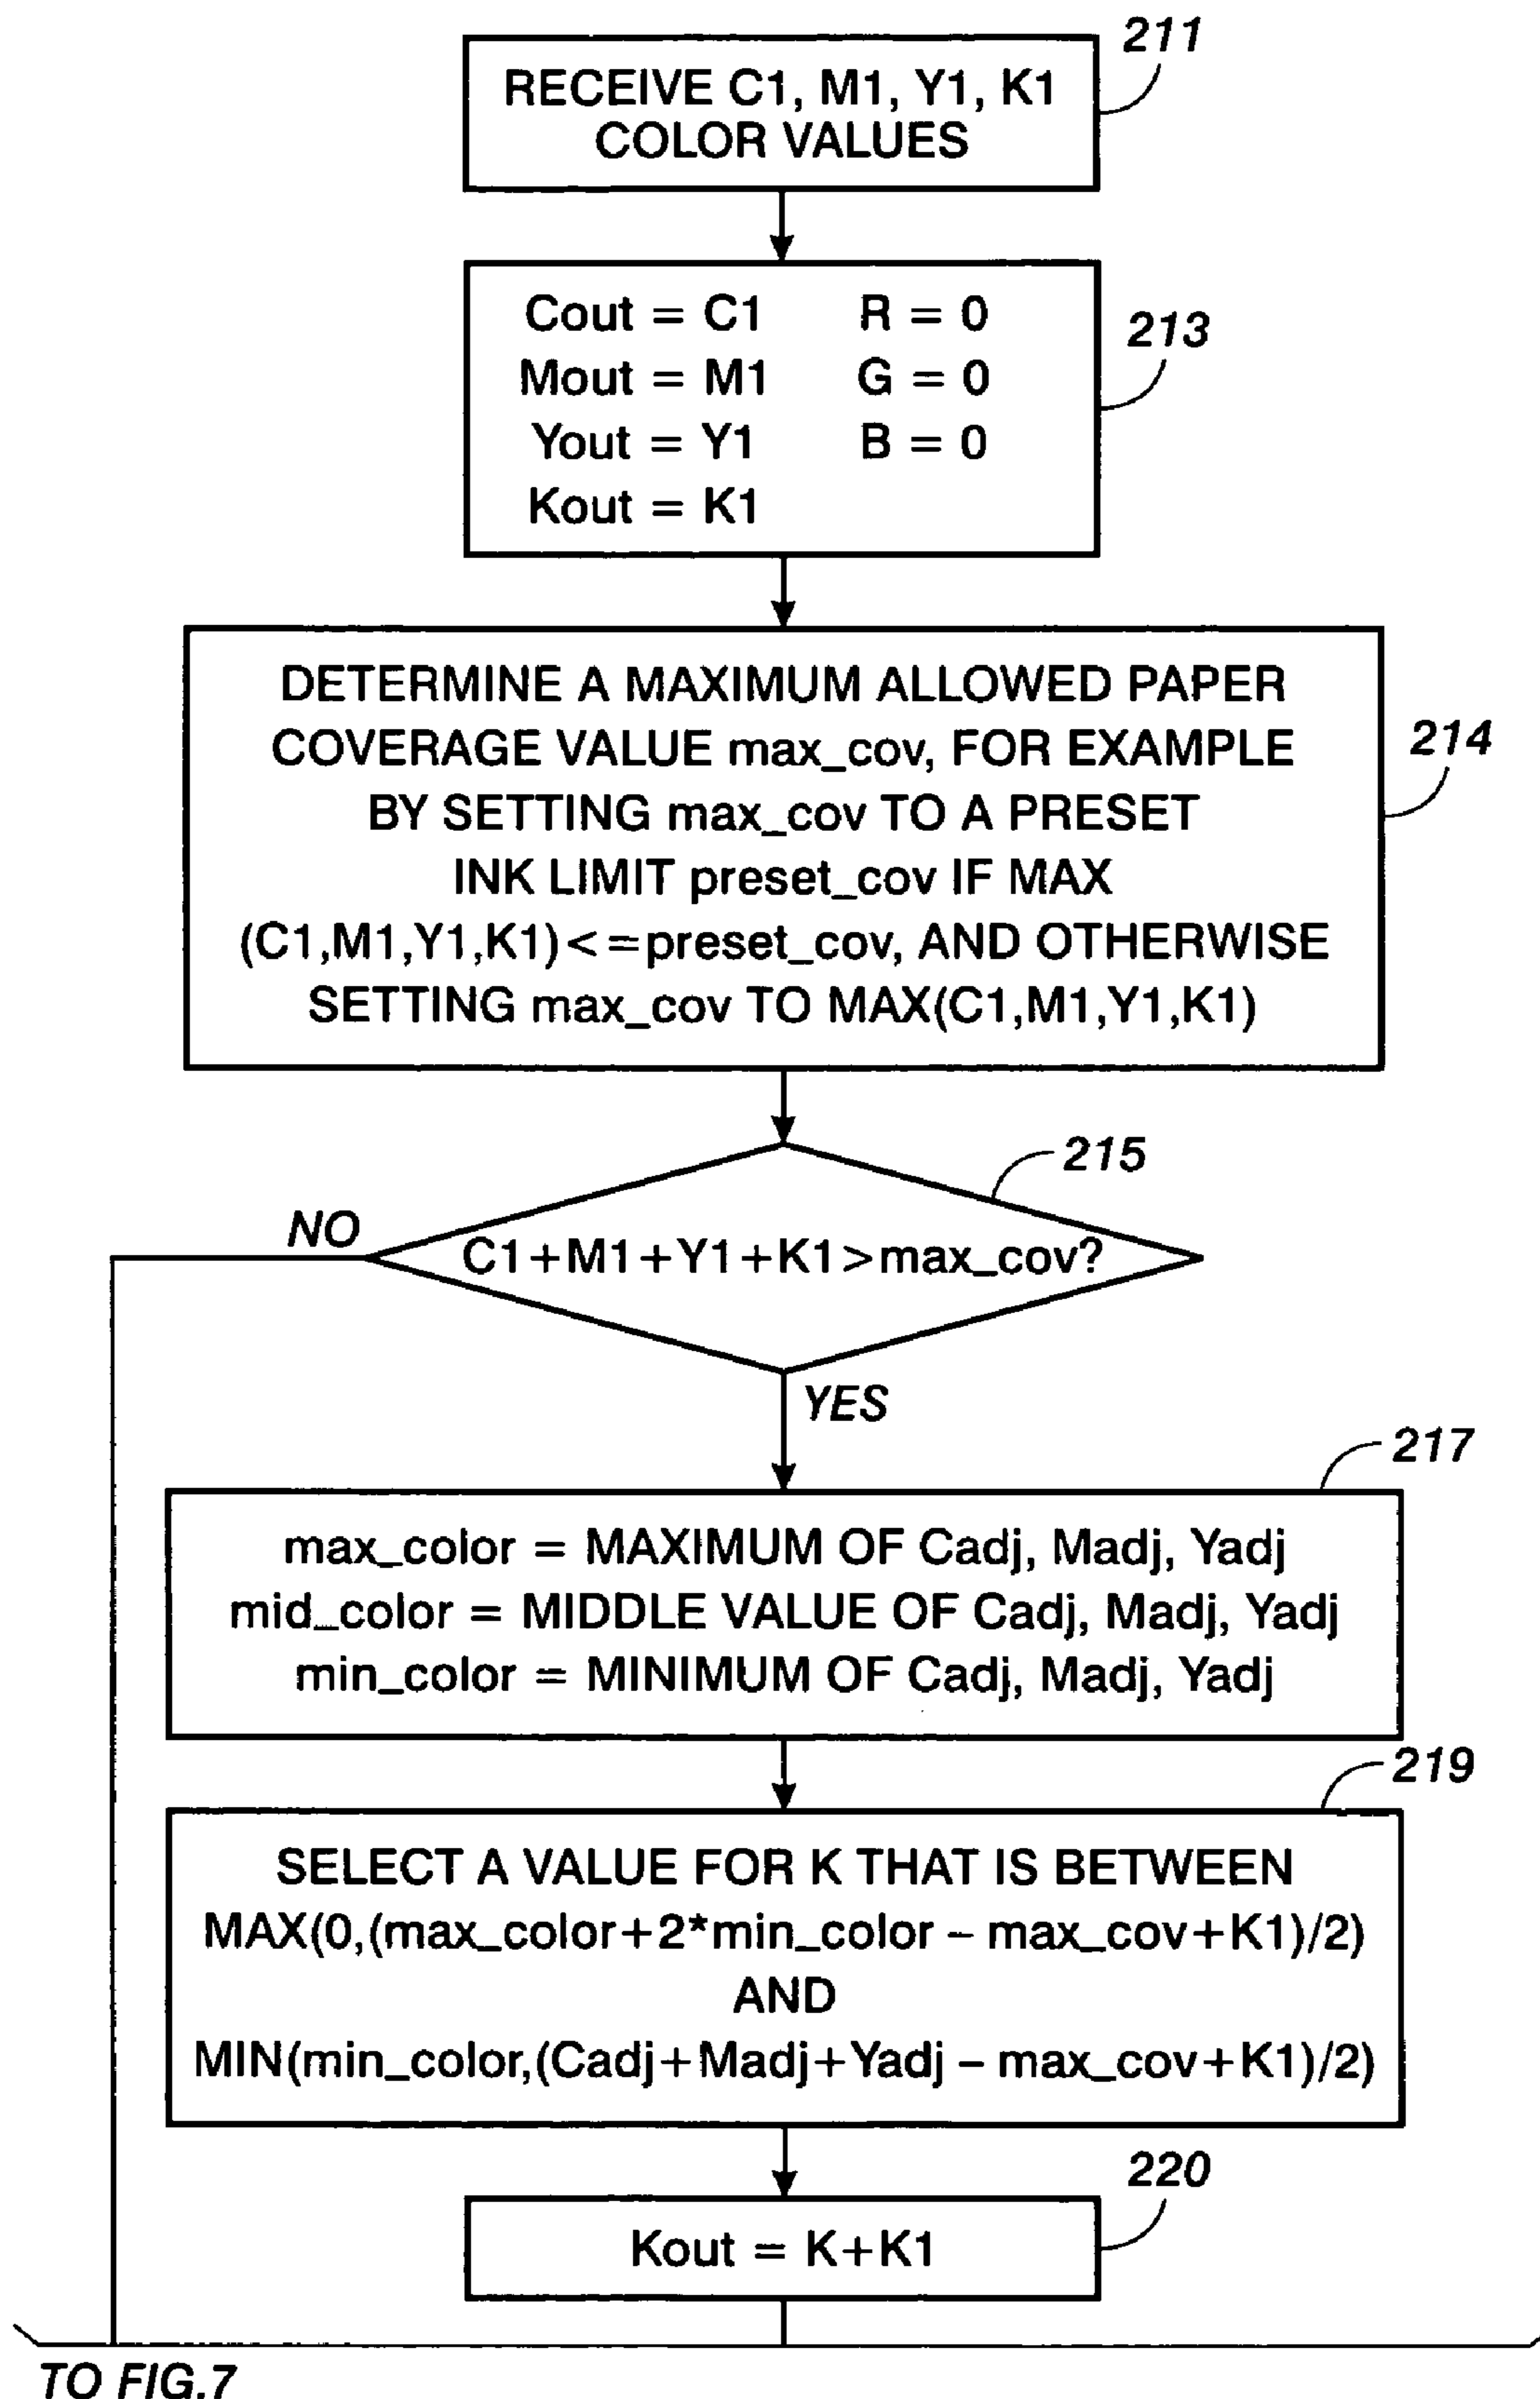 211
RECEIVE C1, M1, Y1, K1
COLOR VALUES
213
Cout = C1 R = 0
Mout = M1 G = 0
Yout = Y1 B = 0
Kout = K1
214
DETERMINE A MAXIMUM ALLOWED PAPER
COVERAGE VALUE max_cov, FOR EXAMPLE
BY SETTING max_cov TO A PRESET
INK LIMIT preset_cov IF MAX
(C1,M1,Y1,K1)<=preset_cov, AND OTHERWISE
SETTING max_cov TO MAX(C1,M1,Y1,K1)
215
NO
C1+M1+Y1+K1>max_cov?
YES
217
max_color = MAXIMUM OF Cadj, Madj, Yadj
mid_color = MIDDLE VALUE OF Cadj, Madj, Yadj
min_color = MINIMUM OF Cadj, Madj, Yadj
219
SELECT A VALUE FOR K THAT IS BETWEEN
MAX(0,(max_color+2*min_color – max_cov+K1)/2)
AND
MIN(min_color,(Cadj+Madj+Yadj – max_cov+K1)/2)
220
Kout = K+K1
TO FIG.7